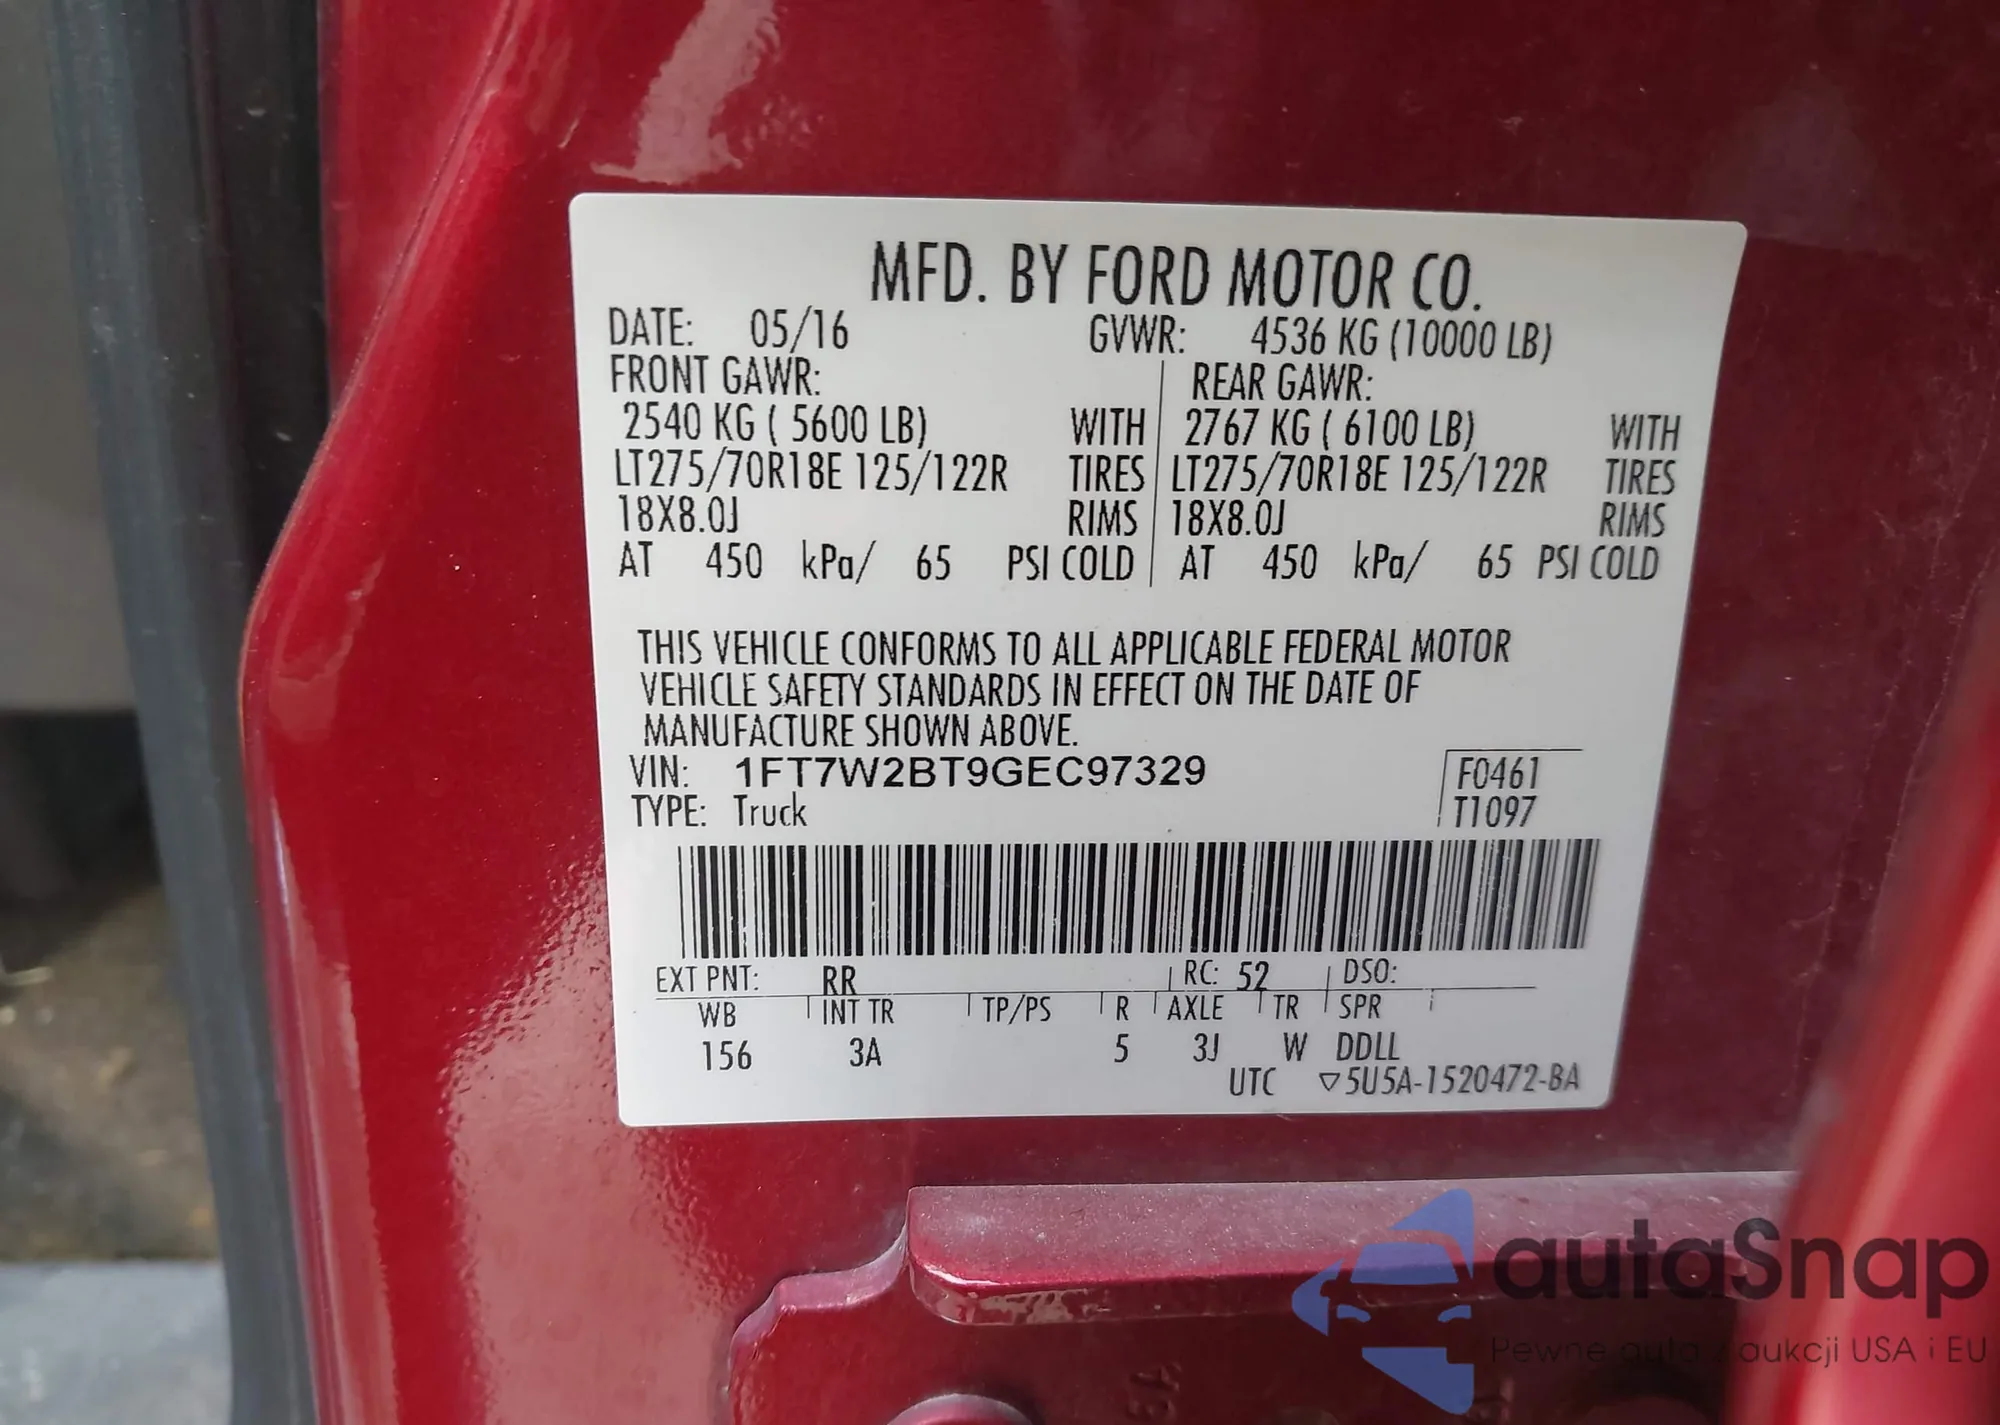 MFD. BY FORD MOTOR CO.
DATE: 05/16 GVWR: 4536 KG (10000 LB)
FRONT GAWR: REAR GAWR:
2540 KG ( 5600 LB) WITH 2767 KG ( 6100 LB) WITH
LT275/70R18E 125/122R TIRES LT275/70R18E 125/122R TIRES
18X8.0J RIMS 18X8.0J RIMS
AT 450 kPa/ 65 PSI COLD AT 450 kPa/ 65 PSI COLD
THIS VEHICLE CONFORMS TO ALL APPLICABLE FEDERAL MOTOR
VEHICLE SAFETY STANDARDS IN EFFECT ON THE DATE OF
MANUFACTURE SHOWN ABOVE.
VIN: 1FT7W2BT9GEC97329 F0461
TYPE: Truck T1097
EXT PNT: RR RC: 52 DSO:
WB INT TR TP/PS R AXLE TR SPR
156 3A 5 3J W DDLL
UTC ▽5U5A-1520472-BA
autaSnap
Pewne auta z aukcji USA i EU